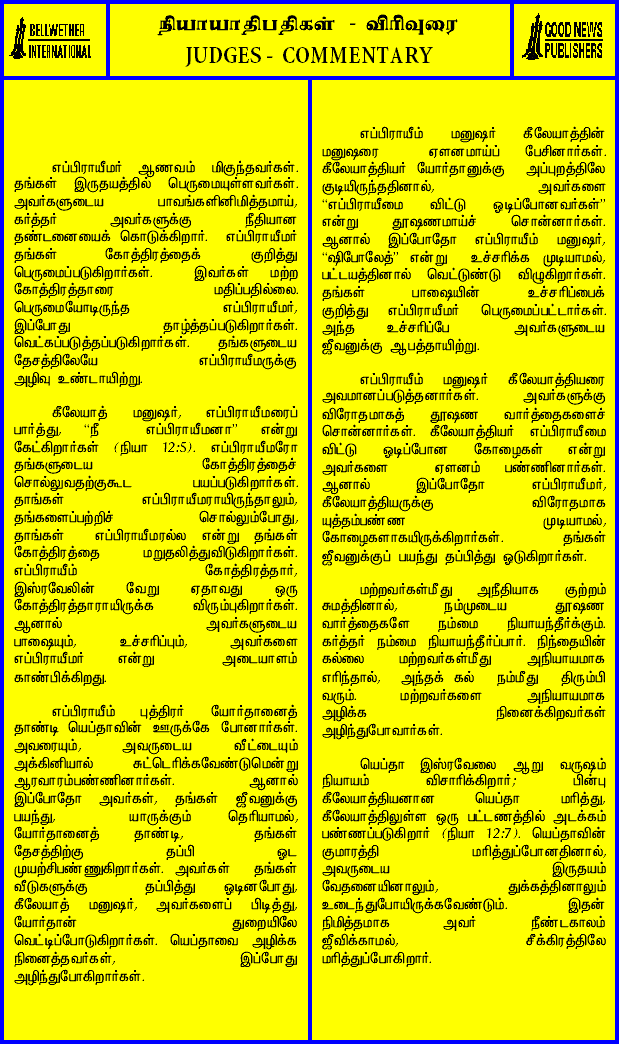 BELLWETHER
INTERNATIONAL
நியாயாதிபதிகள் - விரிவுரை
JUDGES - COMMENTARY
GOOD NEWS
PUBLISHERS
எப்பிராயீமர் ஆணவம் மிகுந்தவர்கள்.
தங்கள் இருதயத்தில் பெருமையுள்ளவர்கள்.
அவர்களுடைய பாவங்களினிமித்தமாய்,
கர்த்தர் அவர்களுக்கு நீதியான
தண்டனையைக் கொடுக்கிறார். எப்பிராயீமர்
தங்கள் கோத்திரத்தைக் குறித்து
பெருமைப்படுகிறார்கள். இவர்கள் மற்ற
கோத்திரத்தாரை மதிப்பதில்லை.
பெருமையோடிருந்த எப்பிராயீமர்,
இப்போது தாழ்த்தப்படுகிறார்கள்.
வெட்கப்படுத்தப்படுகிறார்கள். தங்களுடைய
தேசத்திலேயே எப்பிராயீமருக்கு
அழிவு உண்டாயிற்று.
கீலேயாத் மனுஷர், எப்பிராயீமரைப்
பார்த்து, “நீ எப்பிராயீமனா” என்று
கேட்கிறார்கள் (நியா 12:5). எப்பிராயீமரோ
தங்களுடைய கோத்திரத்தைச்
சொல்லுவதற்குகூட பயப்படுகிறார்கள்.
தாங்கள் எப்பிராயீமராயிருந்தாலும்,
தங்களைப்பற்றிச் சொல்லும்போது,
தாங்கள் எப்பிராயீமரல்ல என்று தங்கள்
கோத்திரத்தை மறுதலித்துவிடுகிறார்கள்.
எப்பிராயீம் கோத்திரத்தார்,
இஸ்ரவேலின் வேறு ஏதாவது ஒரு
கோத்திரத்தாராயிருக்க விரும்புகிறார்கள்.
ஆனால் அவர்களுடைய
பாஷையும், உச்சரிப்பும், அவர்களை
எப்பிராயீமர் என்று அடையாளம்
காண்பிக்கிறது.
எப்பிராயீம் புத்திரர் யோர்தானைத்
தாண்டி யெப்தாவின் ஊருக்கே போனார்கள்.
அவரையும், அவருடைய வீட்டையும்
அக்கினியால் சுட்டெரிக்கவேண்டுமென்று
ஆரவாரம்பண்ணினார்கள். ஆனால்
இப்போதோ அவர்கள், தங்கள் ஜீவனுக்கு
பயந்து, யாருக்கும் தெரியாமல்,
யோர்தானைத் தாண்டி, தங்கள்
தேசத்திற்கு தப்பி ஓட
முயற்சிபண்ணுகிறார்கள். அவர்கள் தங்கள்
வீடுகளுக்கு தப்பித்து ஓடினபோது,
கீலேயாத் மனுஷர், அவர்களைப் பிடித்து,
யோர்தான் துறையிலே
வெட்டிப்போடுகிறார்கள். யெப்தாவை அழிக்க
நினைத்தவர்கள், இப்போது
அழிந்துபோகிறார்கள்.
எப்பிராயீம் மனுஷர் கீலேயாத்தின்
மனுஷரை ஏளனமாய்ப் பேசினார்கள்.
கீலேயாத்தியர் யோர்தானுக்கு அப்புறத்திலே
குடியிருந்ததினால், அவர்களை
“எப்பிராயீமை விட்டு ஓடிப்போனவர்கள்”
என்று தூஷணமாய்ச் சொன்னார்கள்.
ஆனால் இப்போதோ எப்பிராயீம் மனுஷர்,
“ஷிபோலேத்” என்று உச்சரிக்க முடியாமல்,
பட்டயத்தினால் வெட்டுண்டு விழுகிறார்கள்.
தங்கள் பாஷையின் உச்சரிப்பைக்
குறித்து எப்பிராயீமர் பெருமைப்பட்டார்கள்.
அந்த உச்சரிப்பே அவர்களுடைய
ஜீவனுக்கு ஆபத்தாயிற்று.
எப்பிராயீம் மனுஷர் கீலேயாத்தியரை
அவமானப்படுத்தனார்கள். அவர்களுக்கு
விரோதமாகத் தூஷண வார்த்தைகளைச்
சொன்னார்கள். கீலேயாத்தியர் எப்பிராயீமை
விட்டு ஓடிப்போன கோழைகள் என்று
அவர்களை ஏளனம் பண்ணினார்கள்.
ஆனால் இப்போதோ எப்பிராயீமர்,
கீலேயாத்தியருக்கு விரோதமாக
யுத்தம்பண்ண முடியாமல்,
கோழைகளாகயிருக்கிறார்கள். தங்கள்
ஜீவனுக்குப் பயந்து தப்பித்து ஓடுகிறார்கள்.
மற்றவர்கள்மீது அநீதியாக குற்றம்
சுமத்தினால், நம்முடைய தூஷண
வார்த்தைகளே நம்மை நியாயந்தீர்க்கும்.
கர்த்தர் நம்மை நியாயந்தீர்ப்பார். நிந்தையின்
கல்லை மற்றவர்கள்மீது அநியாயமாக
எரிந்தால், அந்தக் கல் நம்மீது திரும்பி
வரும். மற்றவர்களை அநியாயமாக
அழிக்க நினைக்கிறவர்கள்
அழிந்துபோவார்கள்.
யெப்தா இஸ்ரவேலை ஆறு வருஷம்
நியாயம் விசாரிக்கிறார்; பின்பு
கீலேயாத்தியனான யெப்தா மரித்து,
கீலேயாத்திலுள்ள ஒரு பட்டணத்தில் அடக்கம்
பண்ணப்படுகிறார் (நியா 12:7). யெப்தாவின்
குமாரத்தி மரித்துப்போனதினால்,
அவருடைய இருதயம்
வேதனையினாலும், துக்கத்தினாலும்
உடைந்துபோயிருக்கவேண்டும். இதன்
நிமித்தமாக அவர் நீண்டகாலம்
ஜீவிக்காமல், சீக்கிரத்திலே
மரித்துப்போகிறார்.